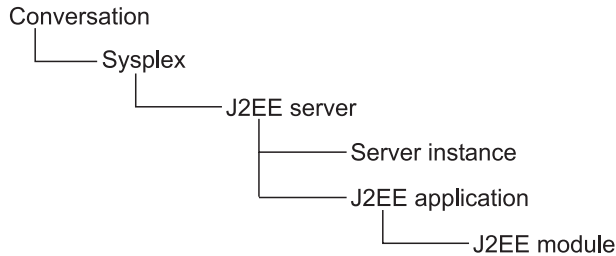 Conversation
Sysplex
J2EE server
Server instance
J2EE application
J2EE module